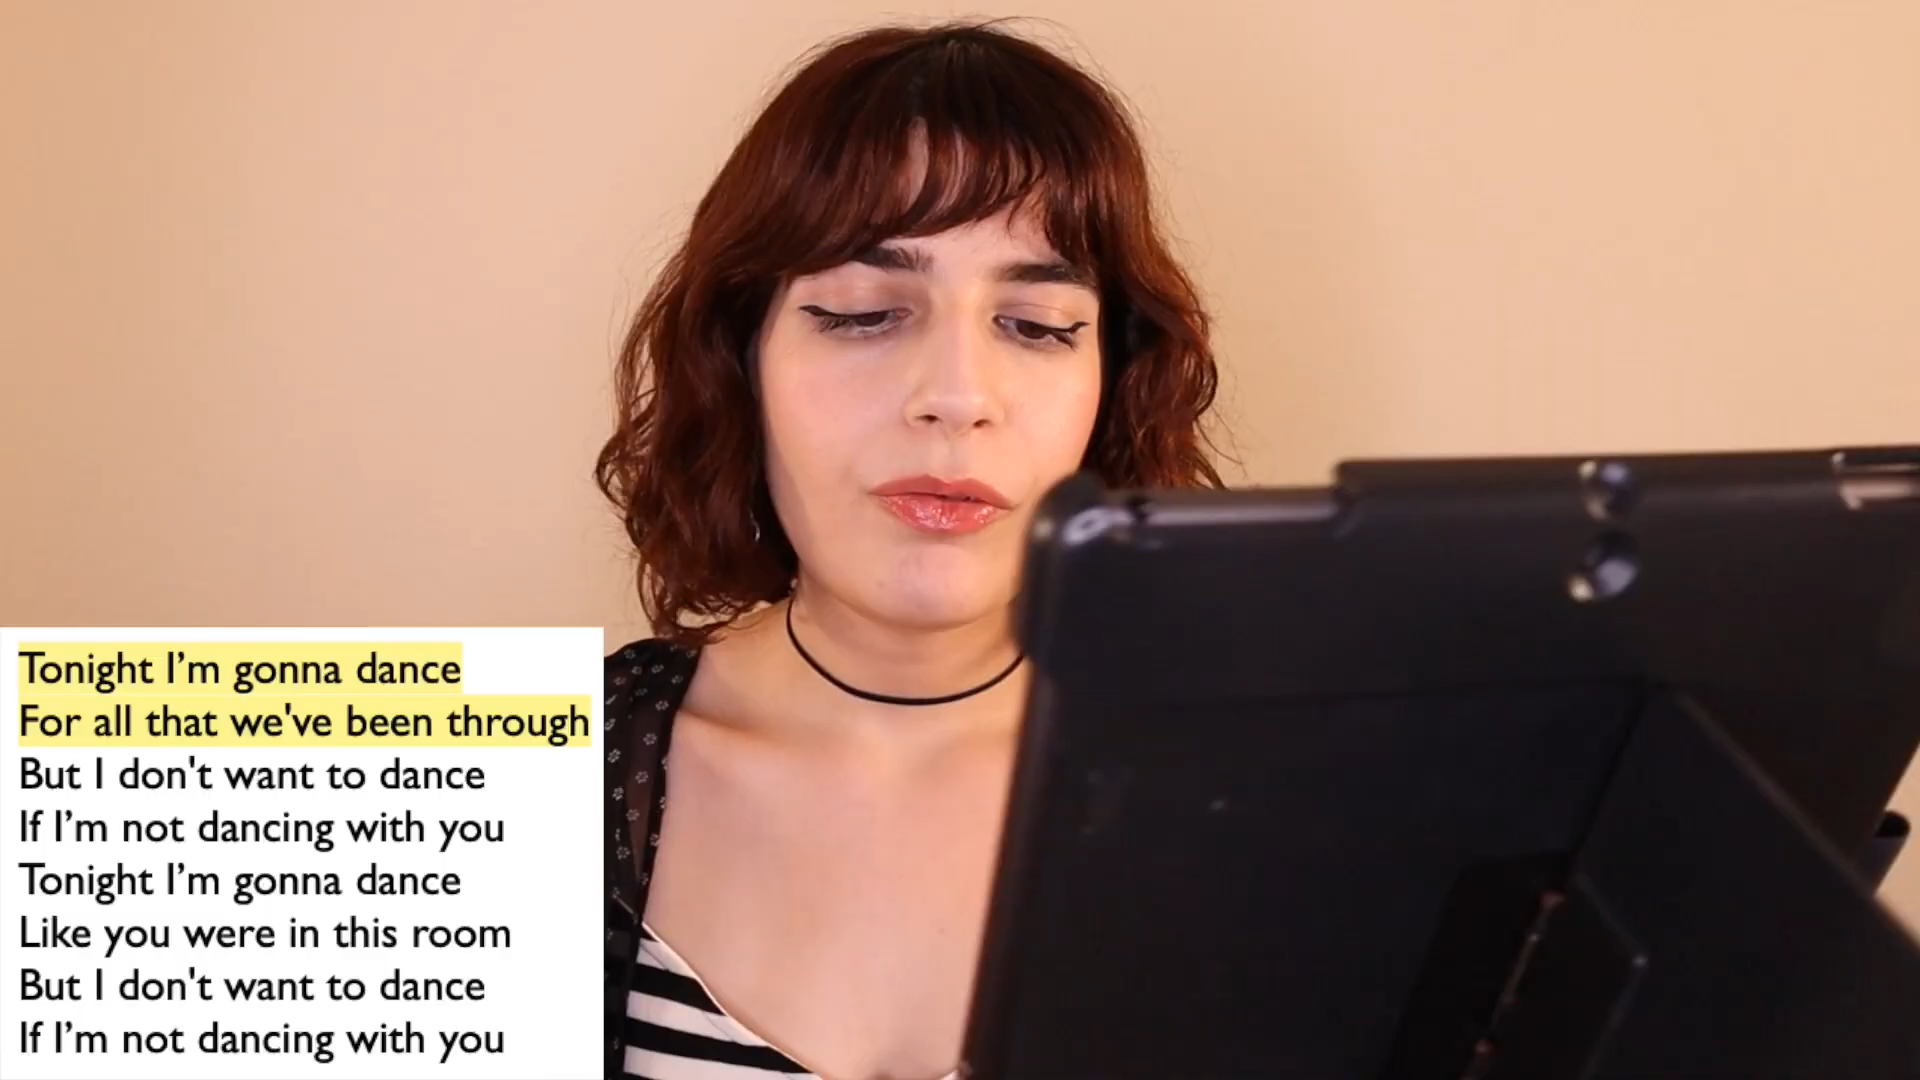 Tonight I’m gonna dance
For all that we've been through
But I don't want to dance
If I’m not dancing with you
Tonight I’m gonna dance
Like you were in this room
But I don't want to dance
If I’m not dancing with you